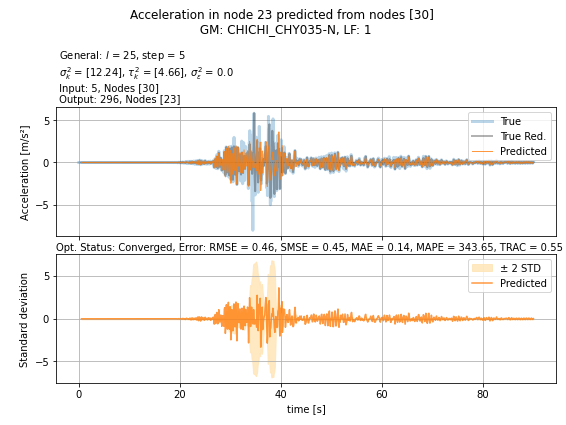 Acceleration in node 23 predicted from nodes [30]
GM: CHICHI_CHY035-N, LF: 1
General: l = 25, step = 5
σ²ₖ = [12.24], τ²ₖ = [4.66], σ²ε = 0.0
Input: 5, Nodes [30]
Output: 296, Nodes [23]
Acceleration [m/s²]
5
0
−5
True
True Red.
Predicted
Opt. Status: Converged, Error: RMSE = 0.46, SMSE = 0.45, MAE = 0.14, MAPE = 343.65, TRAC = 0.55
Standard deviation
5
0
−5
± 2 STD
Predicted
0 20 40 60 80
time [s]